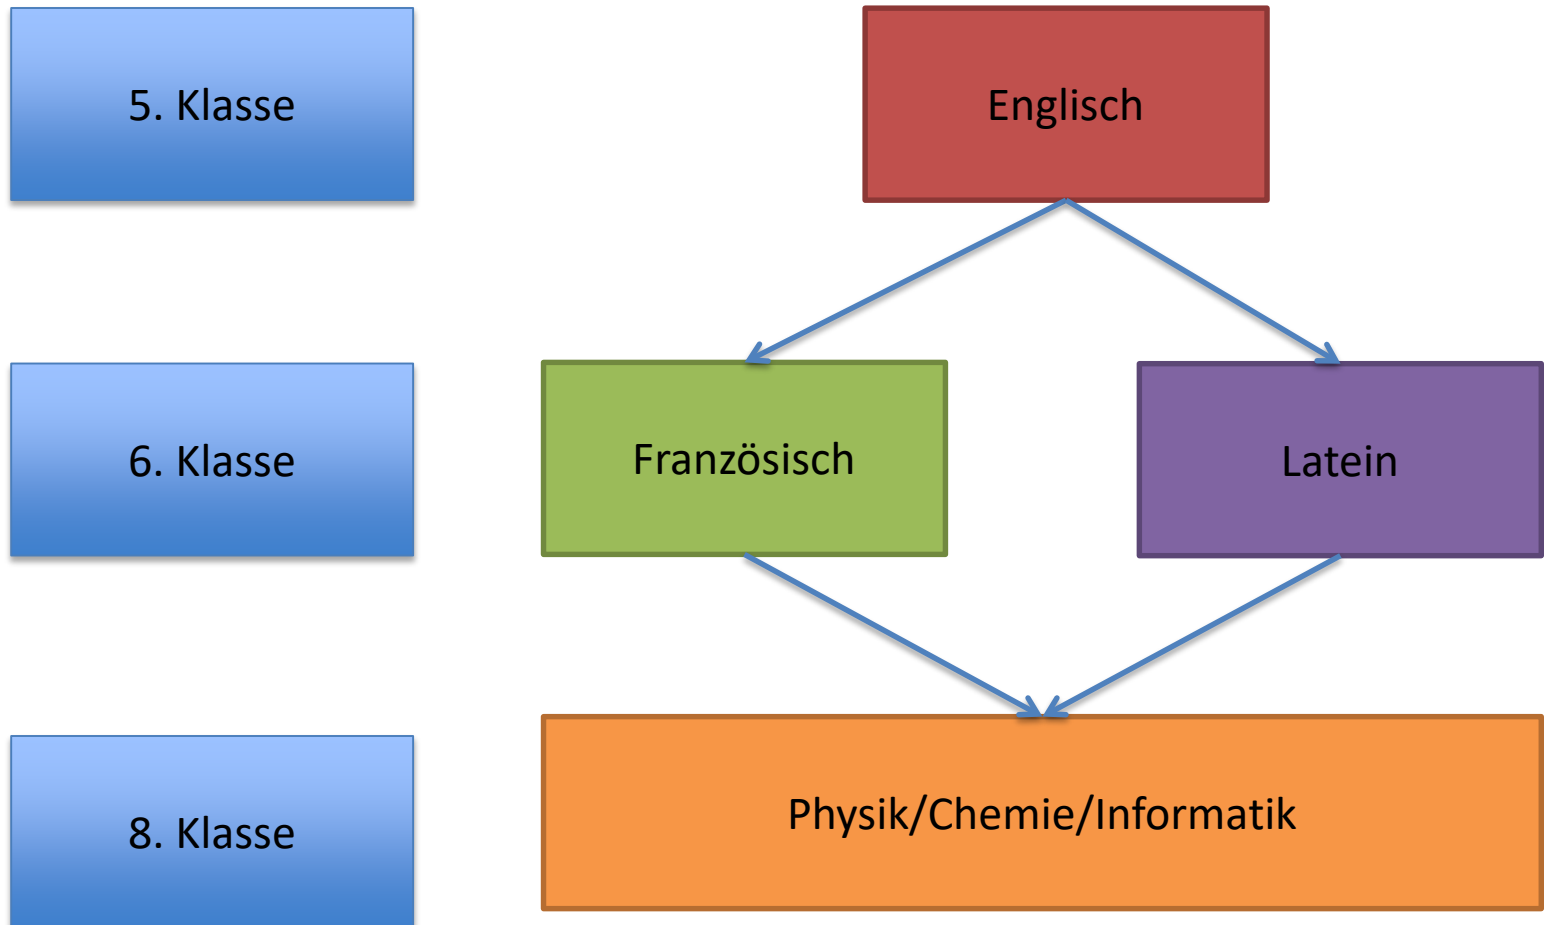 5. Klasse
Englisch
6. Klasse
Französisch
Latein
8. Klasse
Physik/Chemie/Informatik